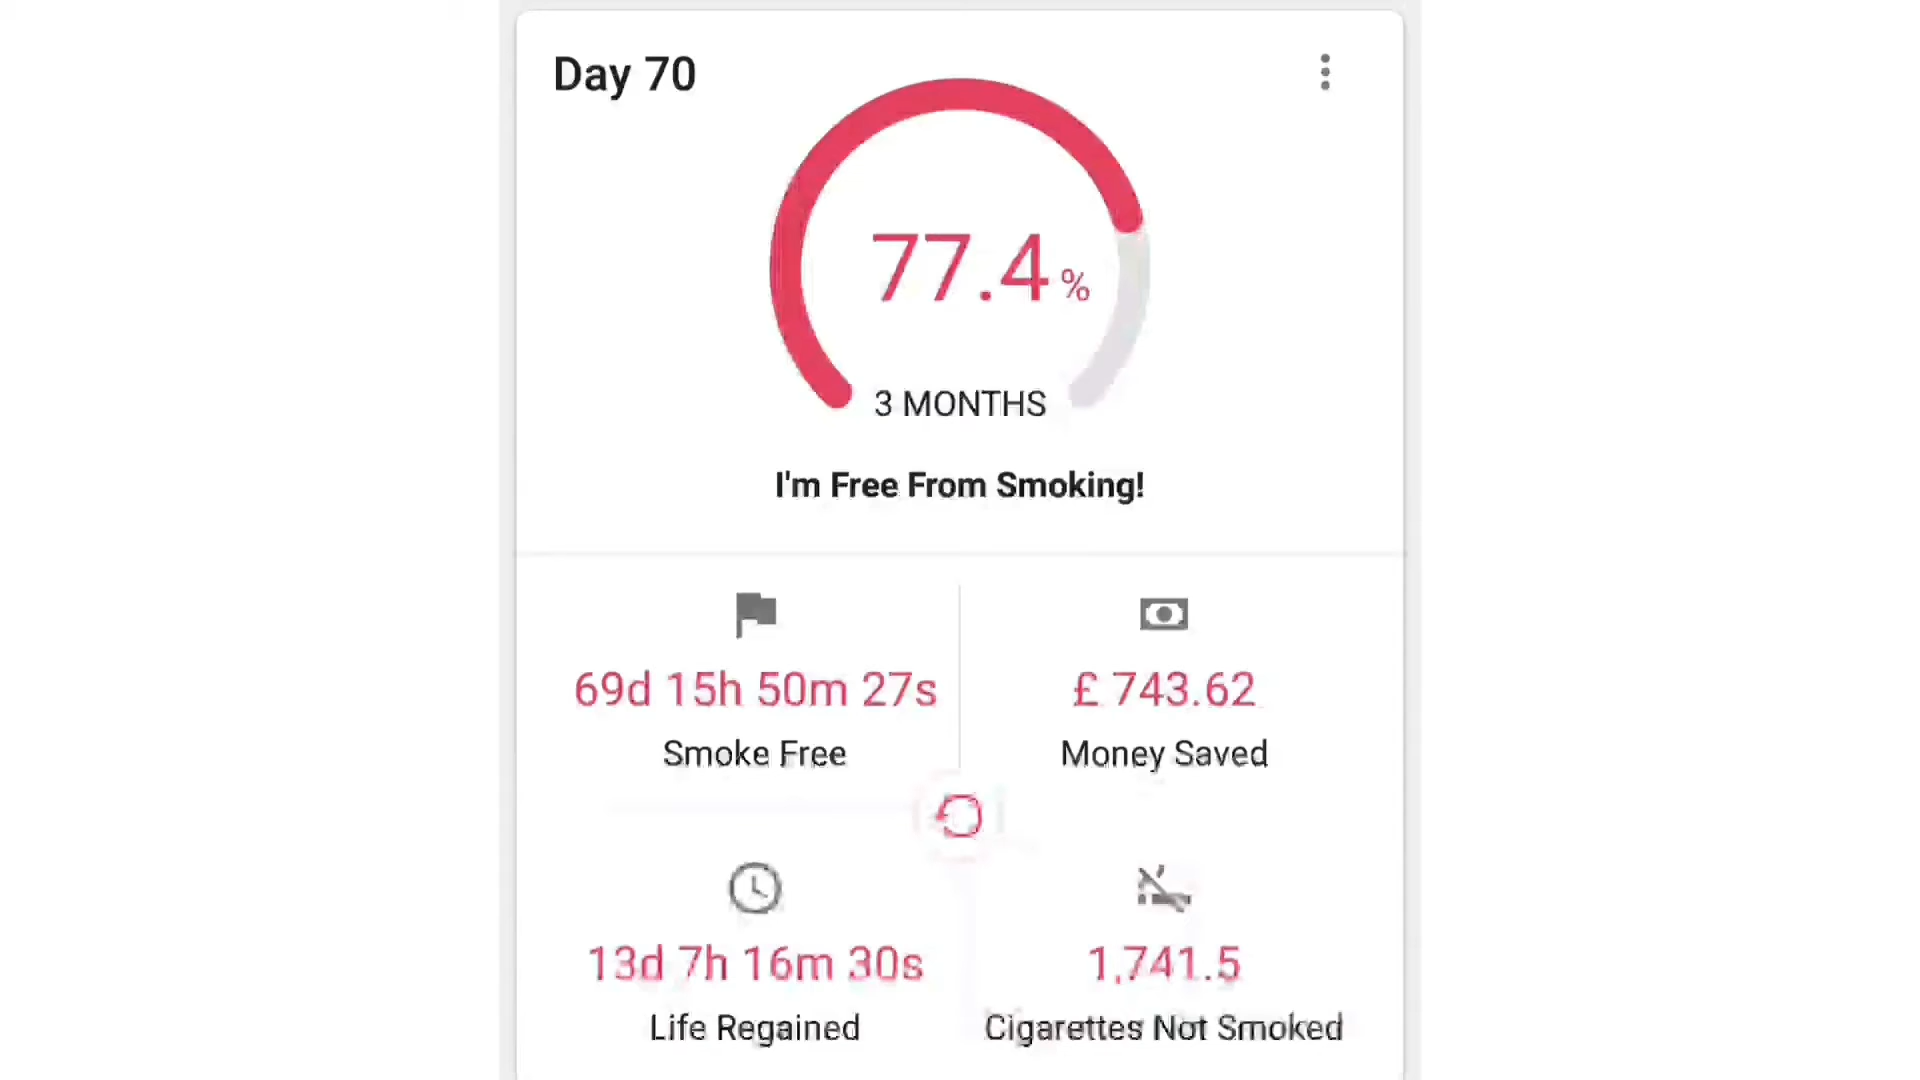 Day 70
77.4 %
3 MONTHS
I'm Free From Smoking!
69d 15h 50m 27s
Smoke Free
£ 743.62
Money Saved
13d 7h 16m 30s
Life Regained
1,741.5
Cigarettes Not Smoked